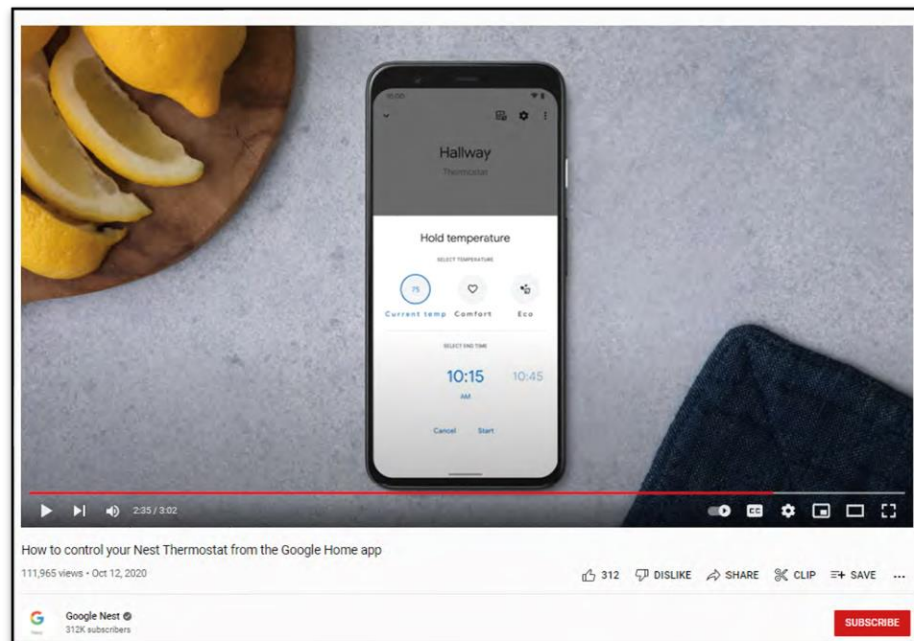 10:00
Hallway
Thermostat
Hold temperature
SELECT TEMPERATURE
75
Current temp Comfort Eco
SELECT END TIME
10:15 10:45
AM
Cancel Start
2:35 / 3:02
CC
How to control your Nest Thermostat from the Google Home app
111,965 views • Oct 12, 2020
312 DISLIKE SHARE CLIP SAVE ...
G
Google Nest
312K subscribers
SUBSCRIBE